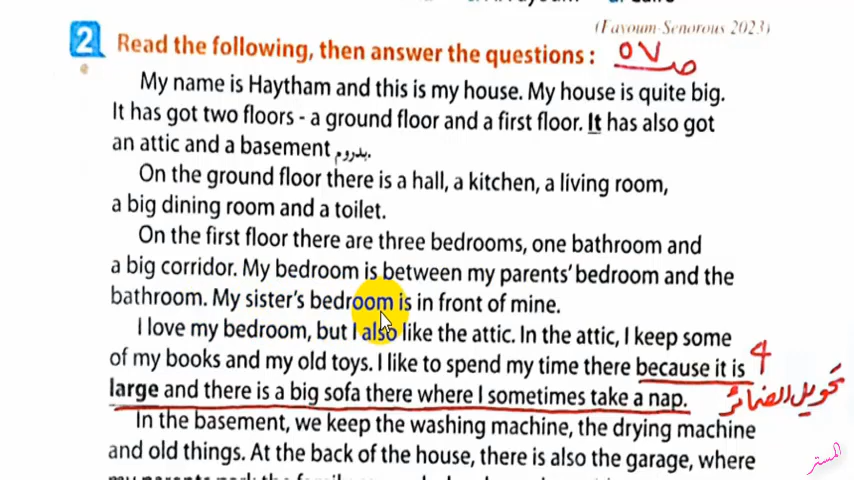 (Fayoum-Senorous 2023)
2 Read the following, then answer the questions : ص ٥٧
My name is Haytham and this is my house. My house is quite big.
It has got two floors - a ground floor and a first floor. It has also got
an attic and a basement بدروم.
On the ground floor there is a hall, a kitchen, a living room,
a big dining room and a toilet.
On the first floor there are three bedrooms, one bathroom and
a big corridor. My bedroom is between my parents' bedroom and the
bathroom. My sister's bedroom is in front of mine.
I love my bedroom, but I also like the attic. In the attic, I keep some
of my books and my old toys. I like to spend my time there because it is 4
large and there is a big sofa there where I sometimes take a nap. تحويل الضمائر
In the basement, we keep the washing machine, the drying machine
and old things. At the back of the house, there is also the garage, where
المستر